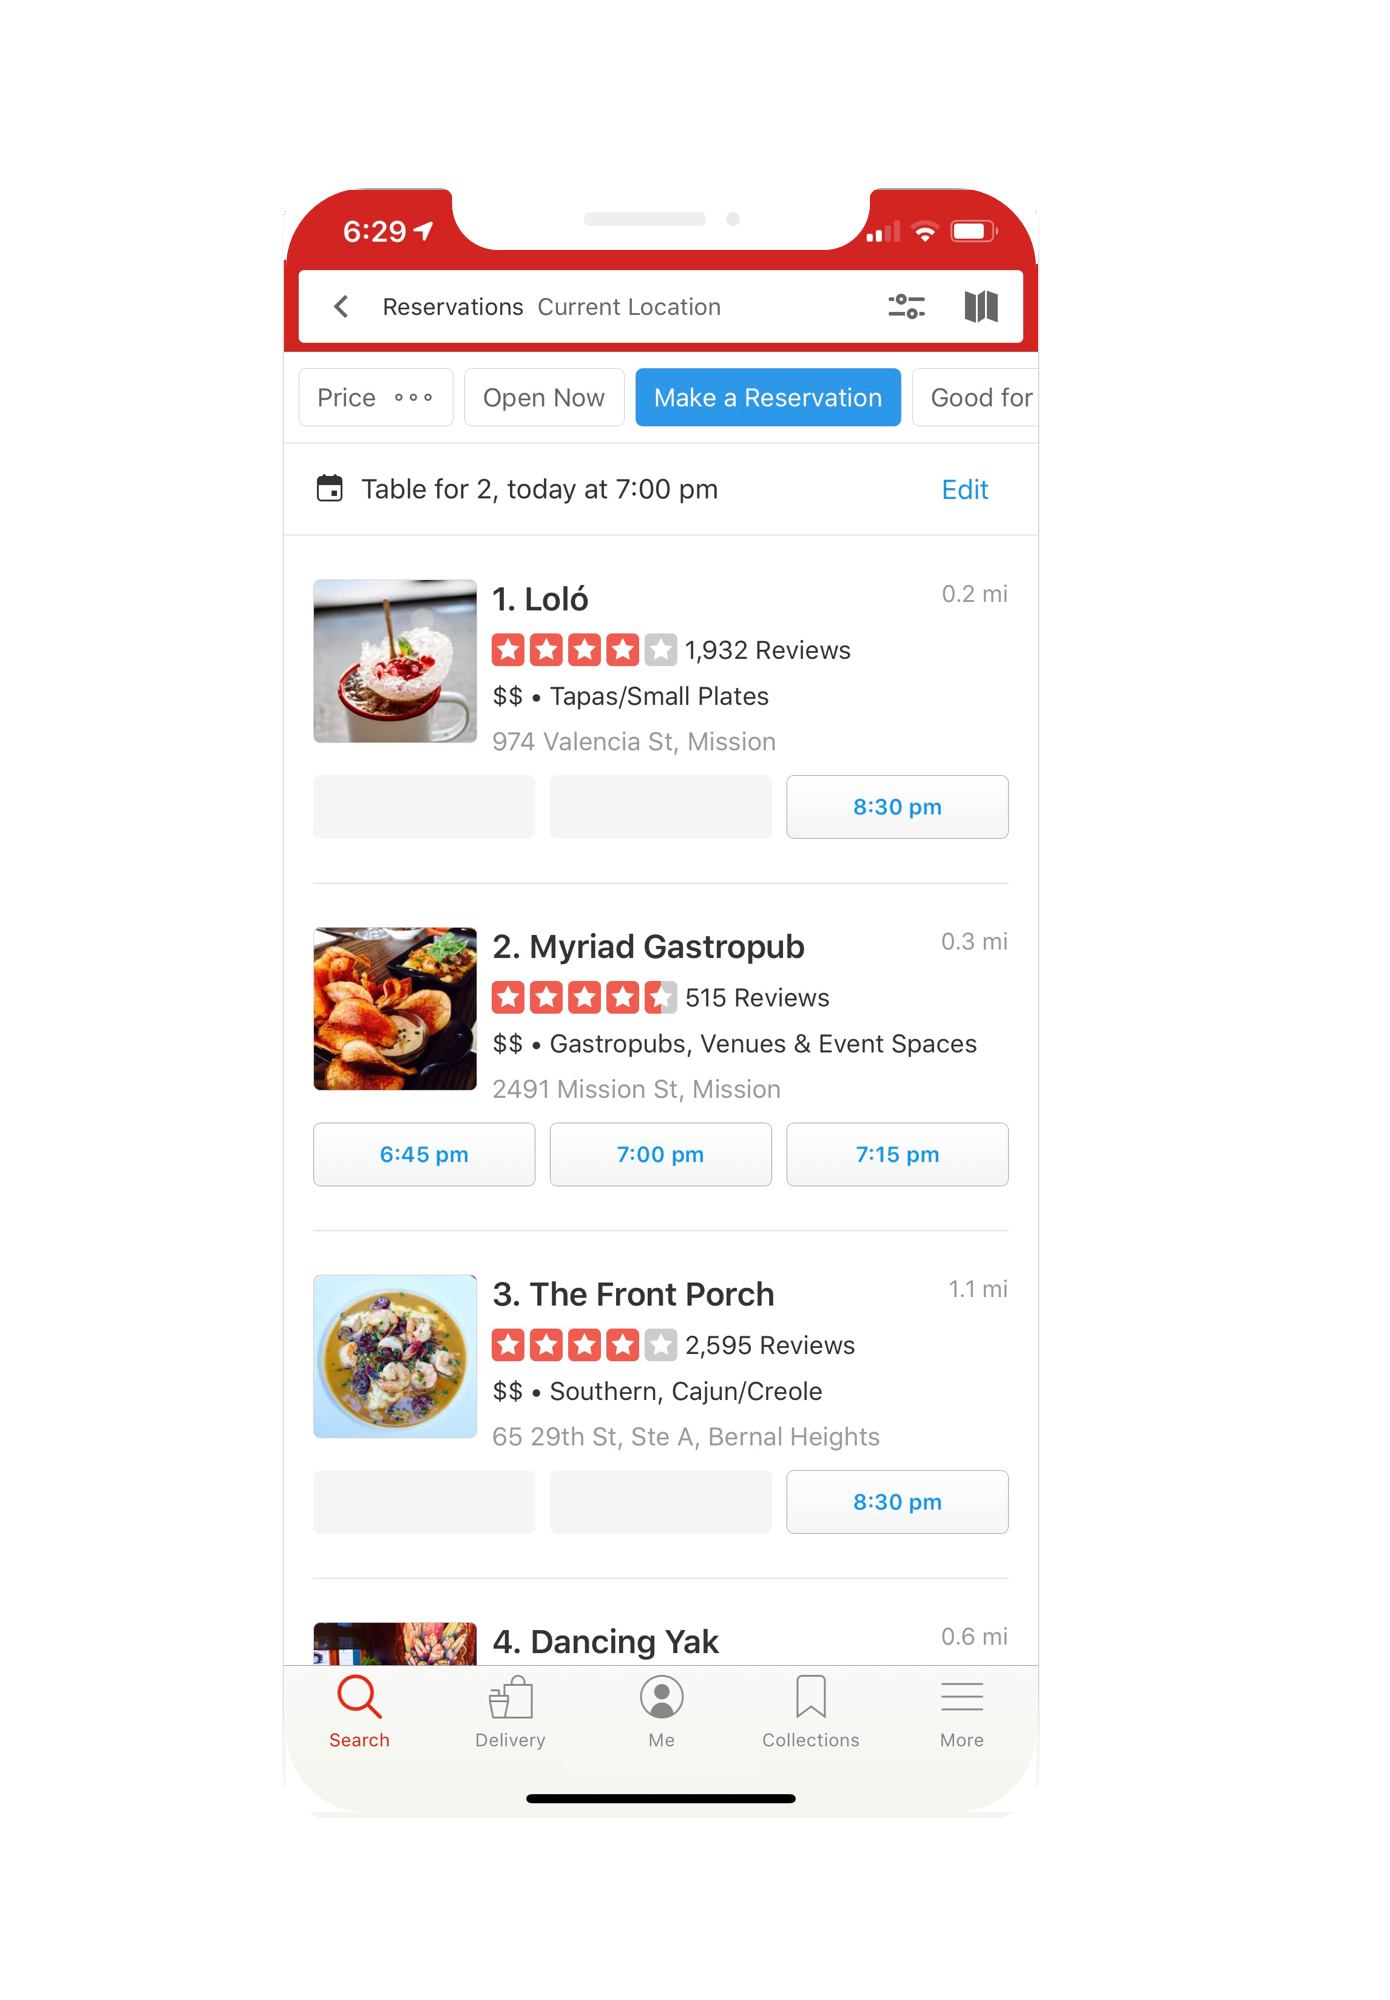 6:29
Reservations Current Location
Price Open Now Make a Reservation Good for
Table for 2, today at 7:00 pm Edit
1. Loló 0.2 mi
1,932 Reviews
$$ • Tapas/Small Plates
974 Valencia St, Mission
8:30 pm
2. Myriad Gastropub 0.3 mi
515 Reviews
$$ • Gastropubs, Venues & Event Spaces
2491 Mission St, Mission
6:45 pm 7:00 pm 7:15 pm
3. The Front Porch 1.1 mi
2,595 Reviews
$$ • Southern, Cajun/Creole
65 29th St, Ste A, Bernal Heights
8:30 pm
4. Dancing Yak 0.6 mi
Search Delivery Me Collections More